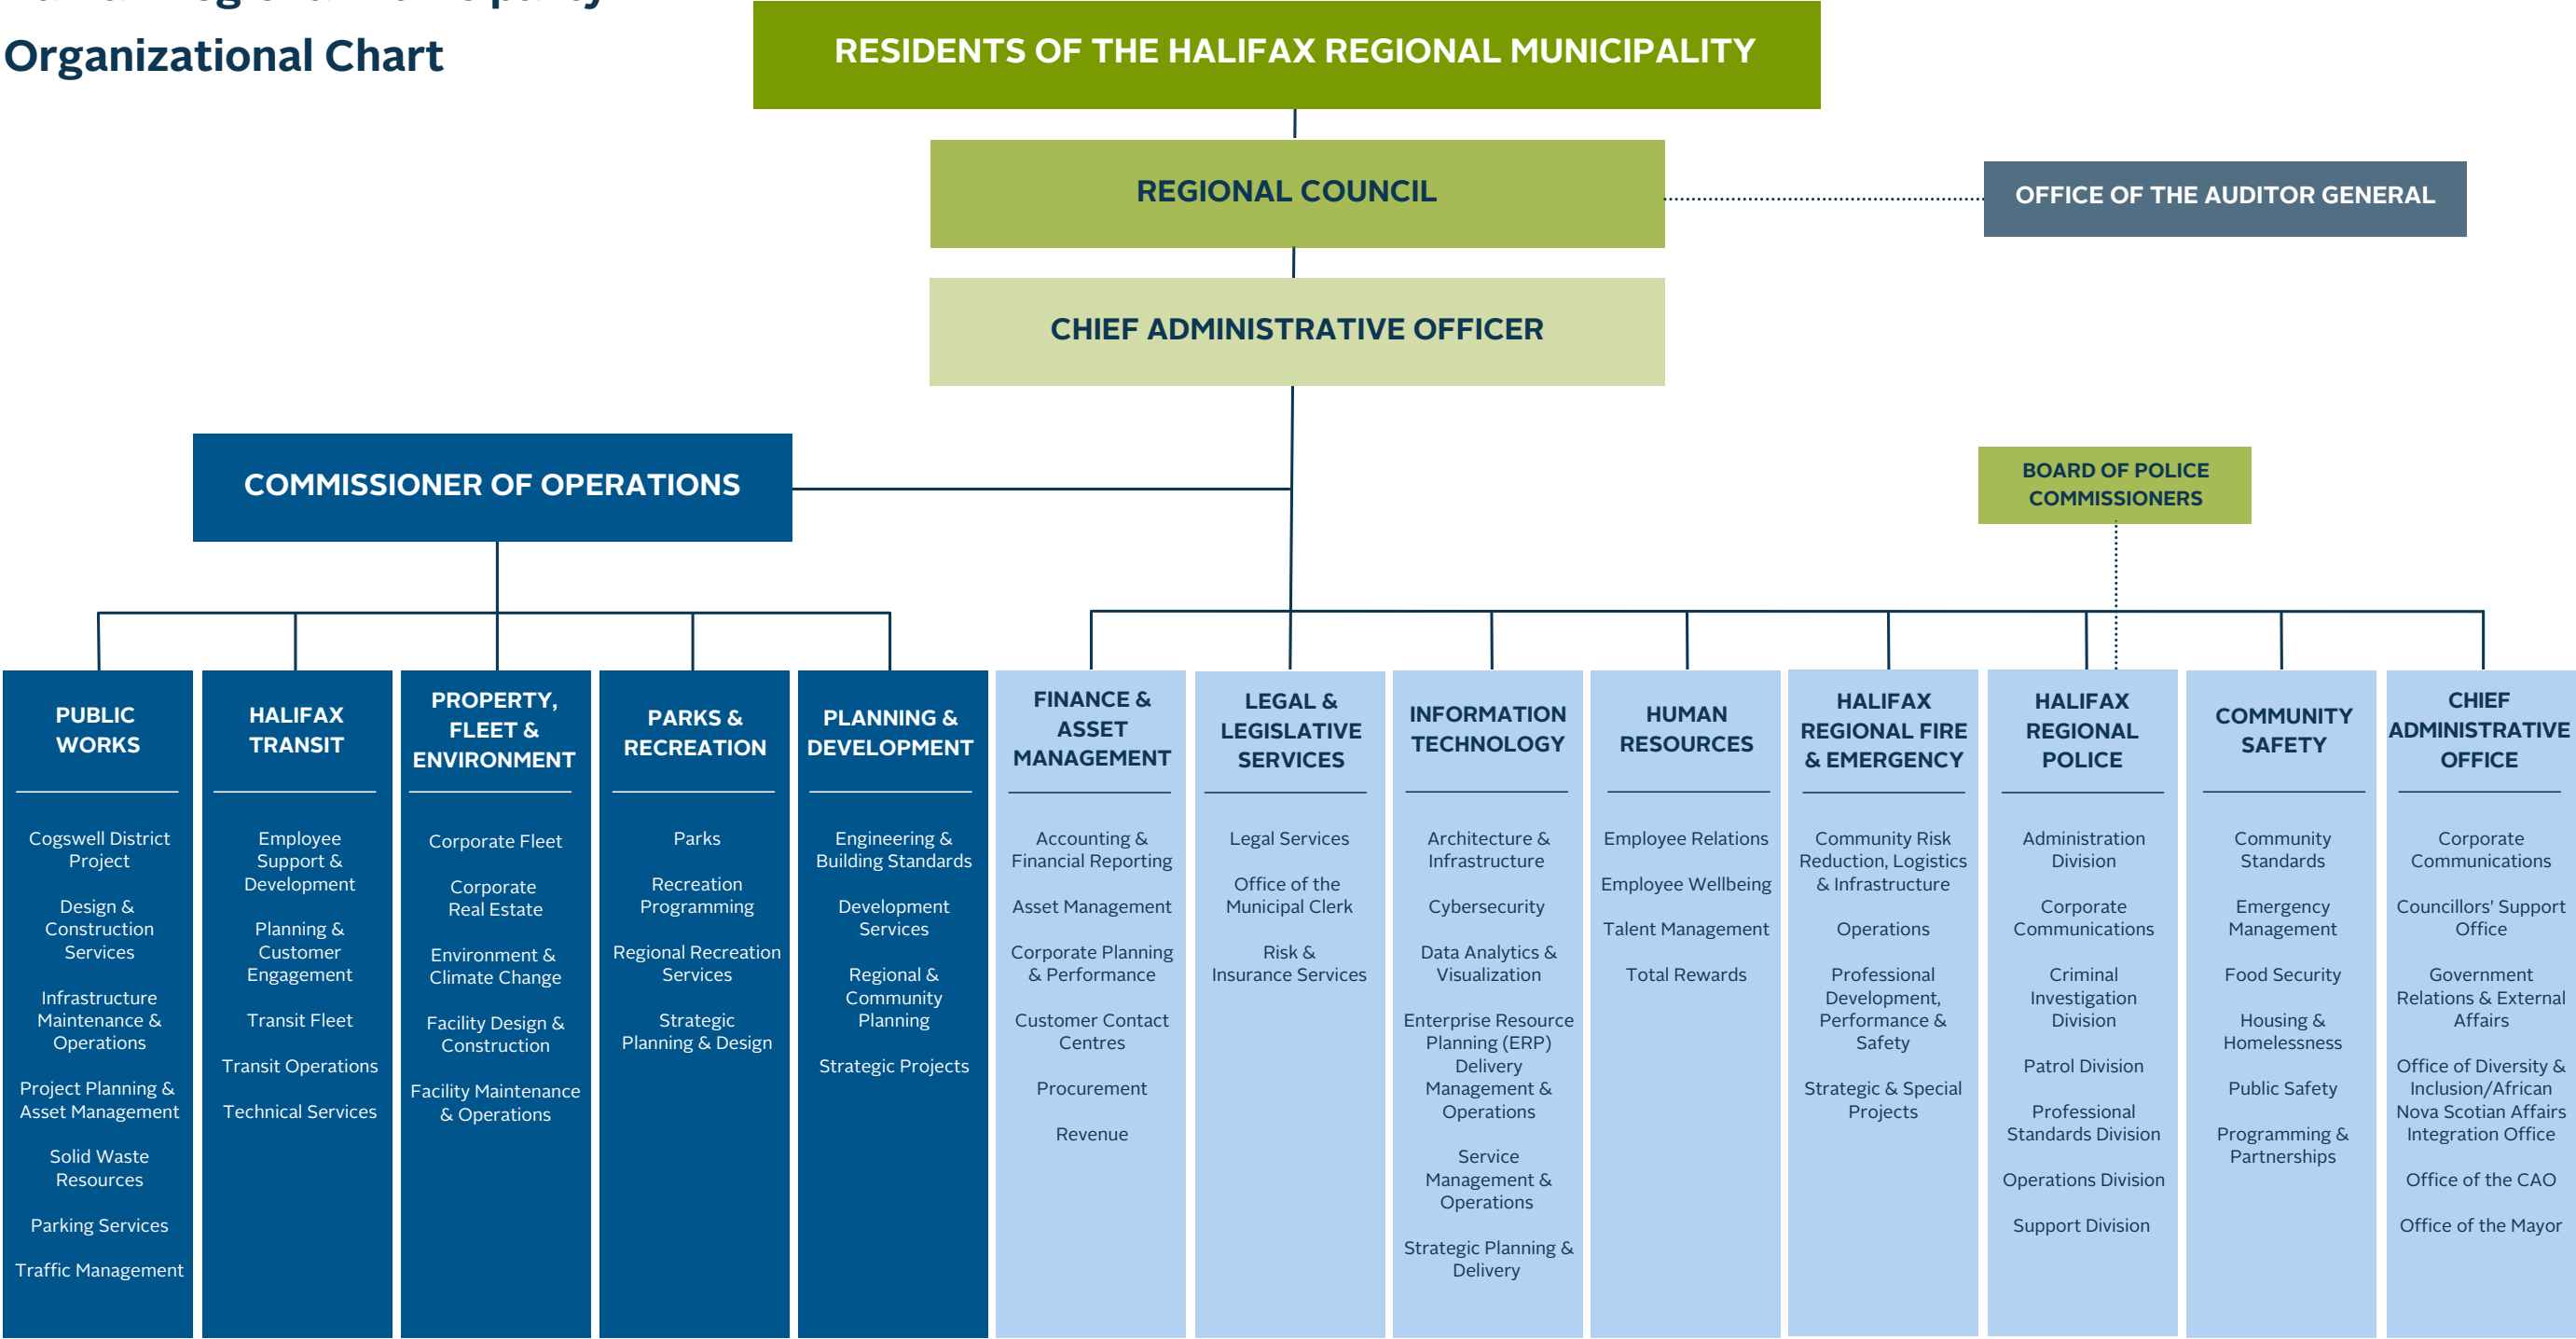 Organizational Chart
RESIDENTS OF THE HALIFAX REGIONAL MUNICIPALITY
REGIONAL COUNCIL
OFFICE OF THE AUDITOR GENERAL
CHIEF ADMINISTRATIVE OFFICER
COMMISSIONER OF OPERATIONS
BOARD OF POLICE
COMMISSIONERS
PUBLIC
WORKS
Cogswell District
Project
Design &
Construction
Services
Infrastructure
Maintenance &
Operations
Project Planning &
Asset Management
Solid Waste
Resources
Parking Services
Traffic Management
HALIFAX
TRANSIT
Employee
Support &
Development
Planning &
Customer
Engagement
Transit Fleet
Transit Operations
Technical Services
PROPERTY,
FLEET &
ENVIRONMENT
Corporate Fleet
Corporate
Real Estate
Environment &
Climate Change
Facility Design &
Construction
Facility Maintenance
& Operations
PARKS &
RECREATION
Parks
Recreation
Programming
Regional Recreation
Services
Strategic
Planning & Design
PLANNING &
DEVELOPMENT
Engineering &
Building Standards
Development
Services
Regional &
Community
Planning
Strategic Projects
FINANCE &
ASSET
MANAGEMENT
Accounting &
Financial Reporting
Asset Management
Corporate Planning
& Performance
Customer Contact
Centres
Procurement
Revenue
LEGAL &
LEGISLATIVE
SERVICES
Legal Services
Office of the
Municipal Clerk
Risk &
Insurance Services
INFORMATION
TECHNOLOGY
Architecture &
Infrastructure
Cybersecurity
Data Analytics &
Visualization
Enterprise Resource
Planning (ERP)
Delivery
Management &
Operations
Service
Management &
Operations
Strategic Planning &
Delivery
HUMAN
RESOURCES
Employee Relations
Employee Wellbeing
Talent Management
Total Rewards
HALIFAX
REGIONAL FIRE
& EMERGENCY
Community Risk
Reduction, Logistics
& Infrastructure
Operations
Professional
Development,
Performance &
Safety
Strategic & Special
Projects
HALIFAX
REGIONAL
POLICE
Administration
Division
Corporate
Communications
Criminal
Investigation
Division
Patrol Division
Professional
Standards Division
Operations Division
Support Division
COMMUNITY
SAFETY
Community
Standards
Emergency
Management
Food Security
Housing &
Homelessness
Public Safety
Programming &
Partnerships
CHIEF
ADMINISTRATIVE
OFFICE
Corporate
Communications
Councillors' Support
Office
Government
Relations & External
Affairs
Office of Diversity &
Inclusion/African
Nova Scotian Affairs
Integration Office
Office of the CAO
Office of the Mayor